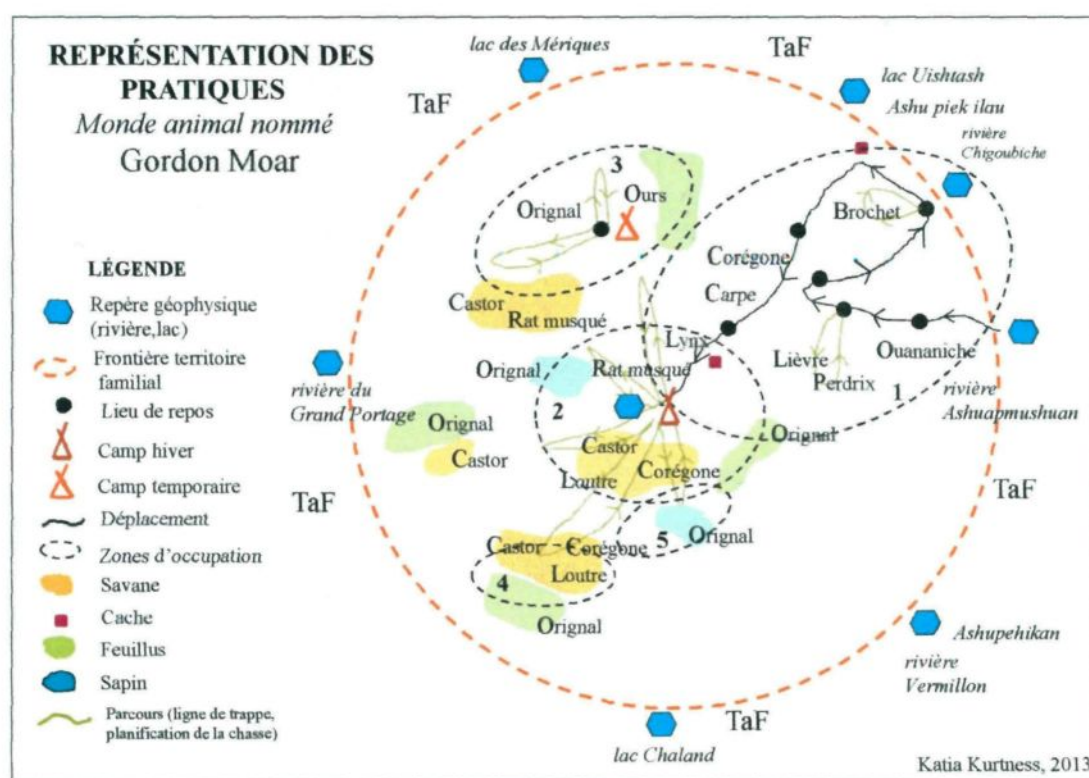 REPRÉSENTATION DES
PRATIQUES
Monde animal nommé
Gordon Moar
lac des Mériques
TaF
TaF
lac Uishtash
Ashu piek ilau
rivière
Chigoubiche
3
Ours
Orignal
Brochet
Corégone
Carpe
Castor
Rat musqué
Lynx
Ouananiche
Lièvre
Perdrix
1
rivière
Ashuapmushuan
Orignal
Rat musqué
2
rivière du
Grand Portage
Orignal
Castor
Castor
Corégone
Loutre
Orignal
TaF
TaF
5
Orignal
Castor
Corégone
Loutre
4
Orignal
Ashupehikan
rivière
Vermillon
TaF
lac Chaland
LÉGENDE
Repère géophysique
(rivière,lac)
Frontière territoire
familial
Lieu de repos
Camp hiver
Camp temporaire
Déplacement
Zones d'occupation
Savane
Cache
Feuillus
Sapin
Parcours (ligne de trappe,
planification de la chasse)
Katia Kurtness, 2013